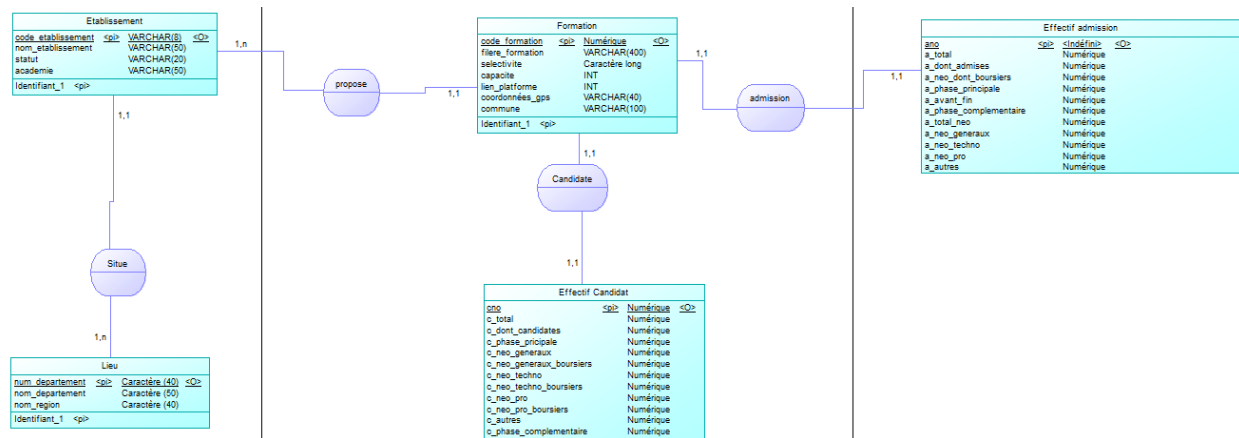 Etablissement
code_etablissement <pi> VARCHAR(8) <O>
nom_etablissement VARCHAR(50)
statut VARCHAR(20)
academie VARCHAR(50)
Identifiant_1 <pi>
1,n
propose
1,1
1,1
Situe
1,n
Lieu
num_departement <pi> Caractère (40) <O>
nom_departement Caractère (50)
nom_region Caractère (40)
Identifiant_1 <pi>
Formation
code_formation <pi> Numérique <O>
filere_formation VARCHAR(400)
selectivite Caractère long
capacite INT
lien_platforme INT
coordonnées_gps VARCHAR(40)
commune VARCHAR(100)
Identifiant_1 <pi>
1,1
Candidate
1,1
Effectif Candidat
cno <pi> Numérique <O>
c_total Numérique
c_dont_candidates Numérique
c_phase_pricipale Numérique
c_neo_generaux Numérique
c_neo_generaux_boursiers Numérique
c_neo_techno Numérique
c_neo_techno_boursiers Numérique
c_neo_pro Numérique
c_neo_pro_boursiers Numérique
c_autres Numérique
c_phase_complementaire Numérique
1,1
admission
1,1
Effectif admission
ano <pi> <Indéfini> <O>
a_total Numérique
a_dont_admises Numérique
a_neo_dont_boursiers Numérique
a_phase_principale Numérique
a_avant_fin Numérique
a_phase_complementaire Numérique
a_total_neo Numérique
a_neo_generaux Numérique
a_neo_techno Numérique
a_neo_pro Numérique
a_autres Numérique